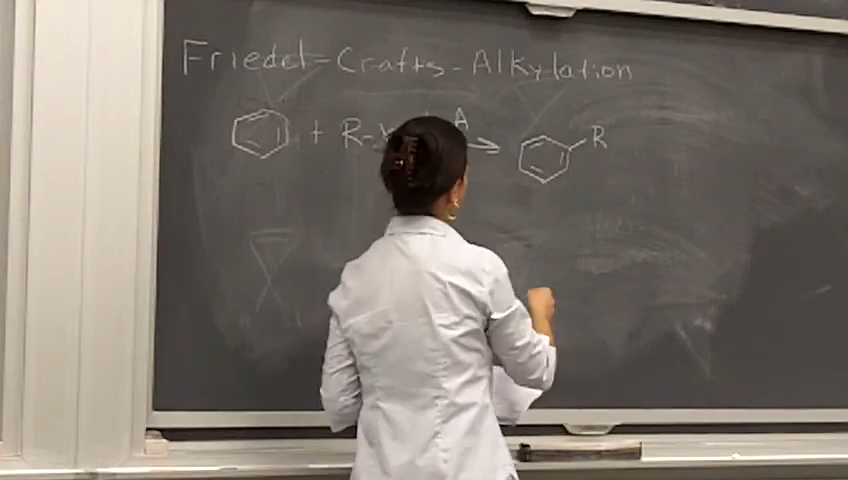 Friedel-Crafts-Alkylation
+ R- A → R